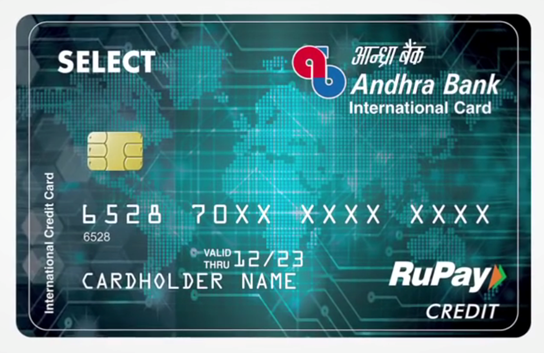 SELECT
आन्ध्रा बैंक
Andhra Bank
International Card
International Credit Card
6528 70XX XXXX XXXX
6528
VALID THRU 12/23
CARDHOLDER NAME
RuPay
CREDIT